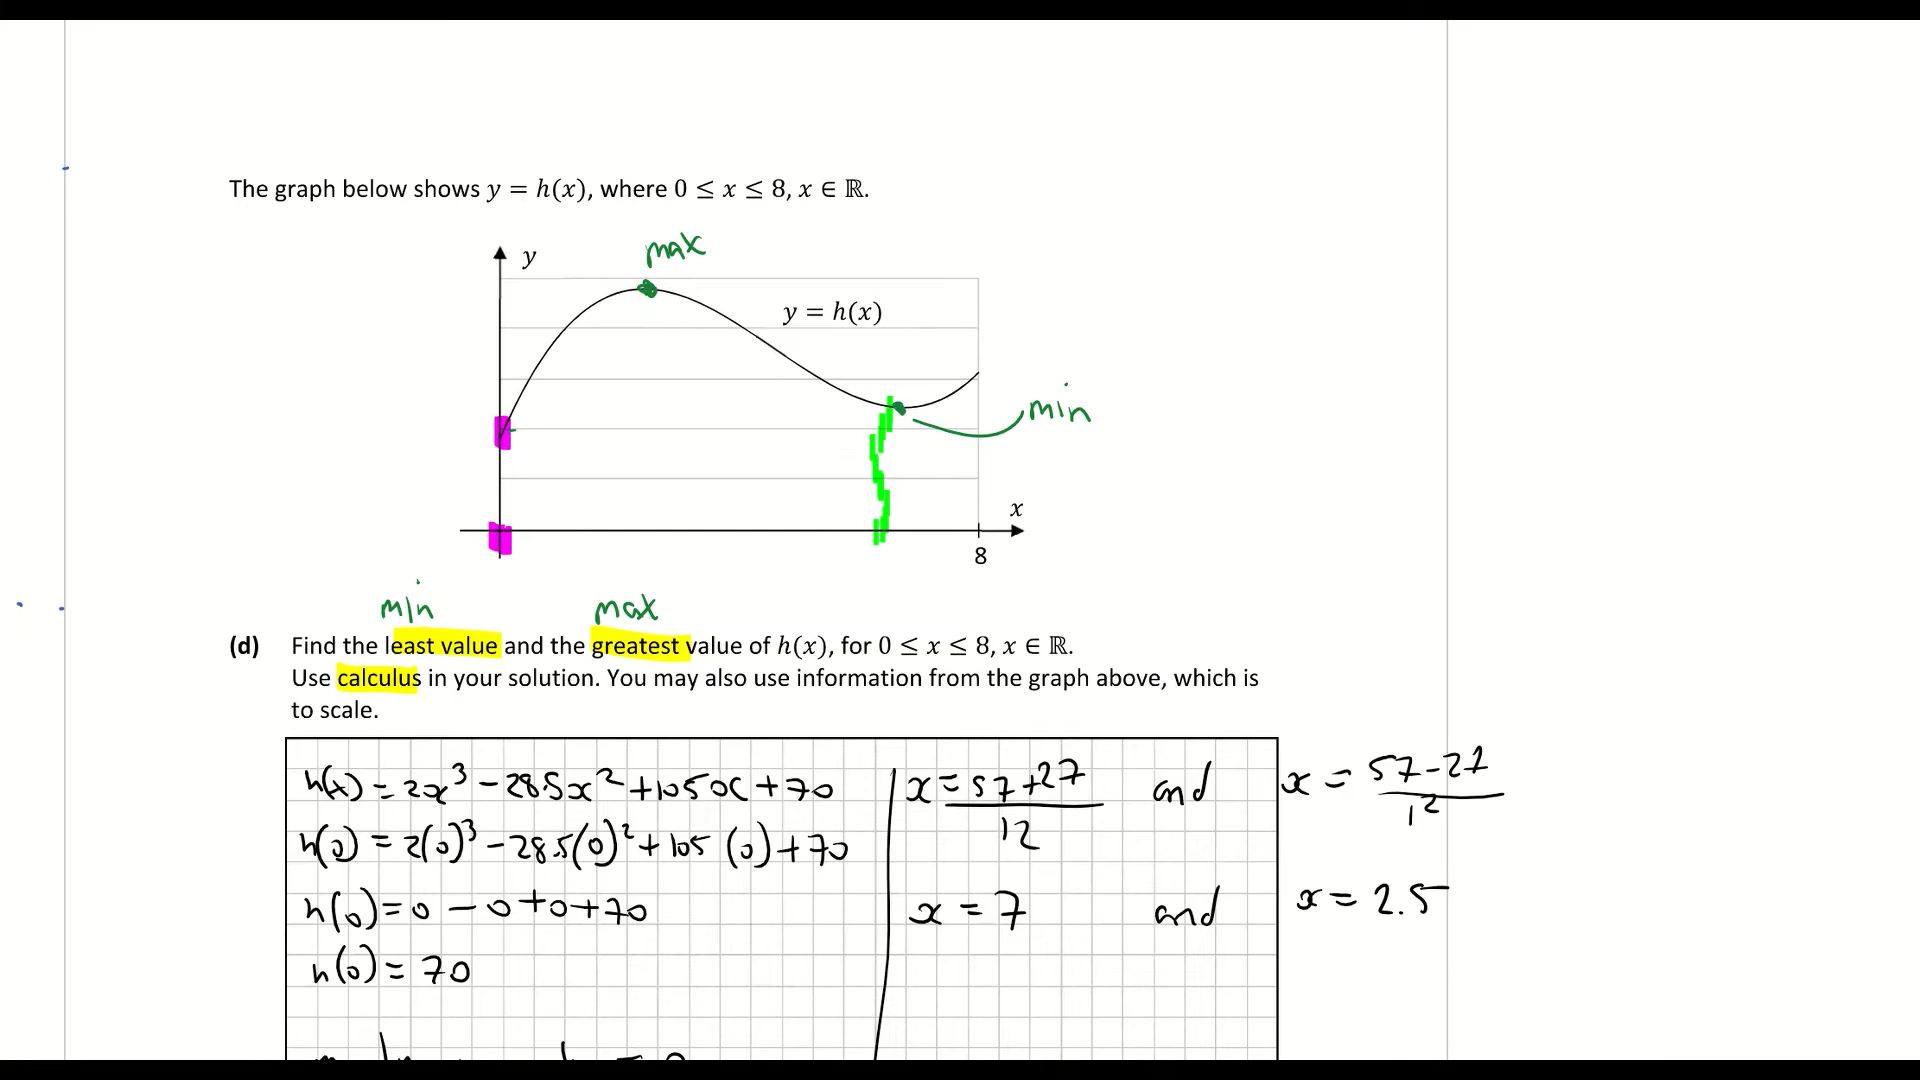 The graph below shows y = h(x), where 0 ≤ x ≤ 8, x ∈ ℝ.
y
max
y = h(x)
min
x
8
min max
(d) Find the least value and the greatest value of h(x), for 0 ≤ x ≤ 8, x ∈ ℝ.
Use calculus in your solution. You may also use information from the graph above, which is
to scale.
h(x) = 2x³ - 28.5x² + 105x + 70
h(0) = 2(0)³ - 28.5(0)² + 105 (0) + 70
h(0) = 0 - 0 + 0 + 70
h(0) = 70
x = 57 + 27 / 12 and x = 57 - 27 / 12
x = 7 and x = 2.5